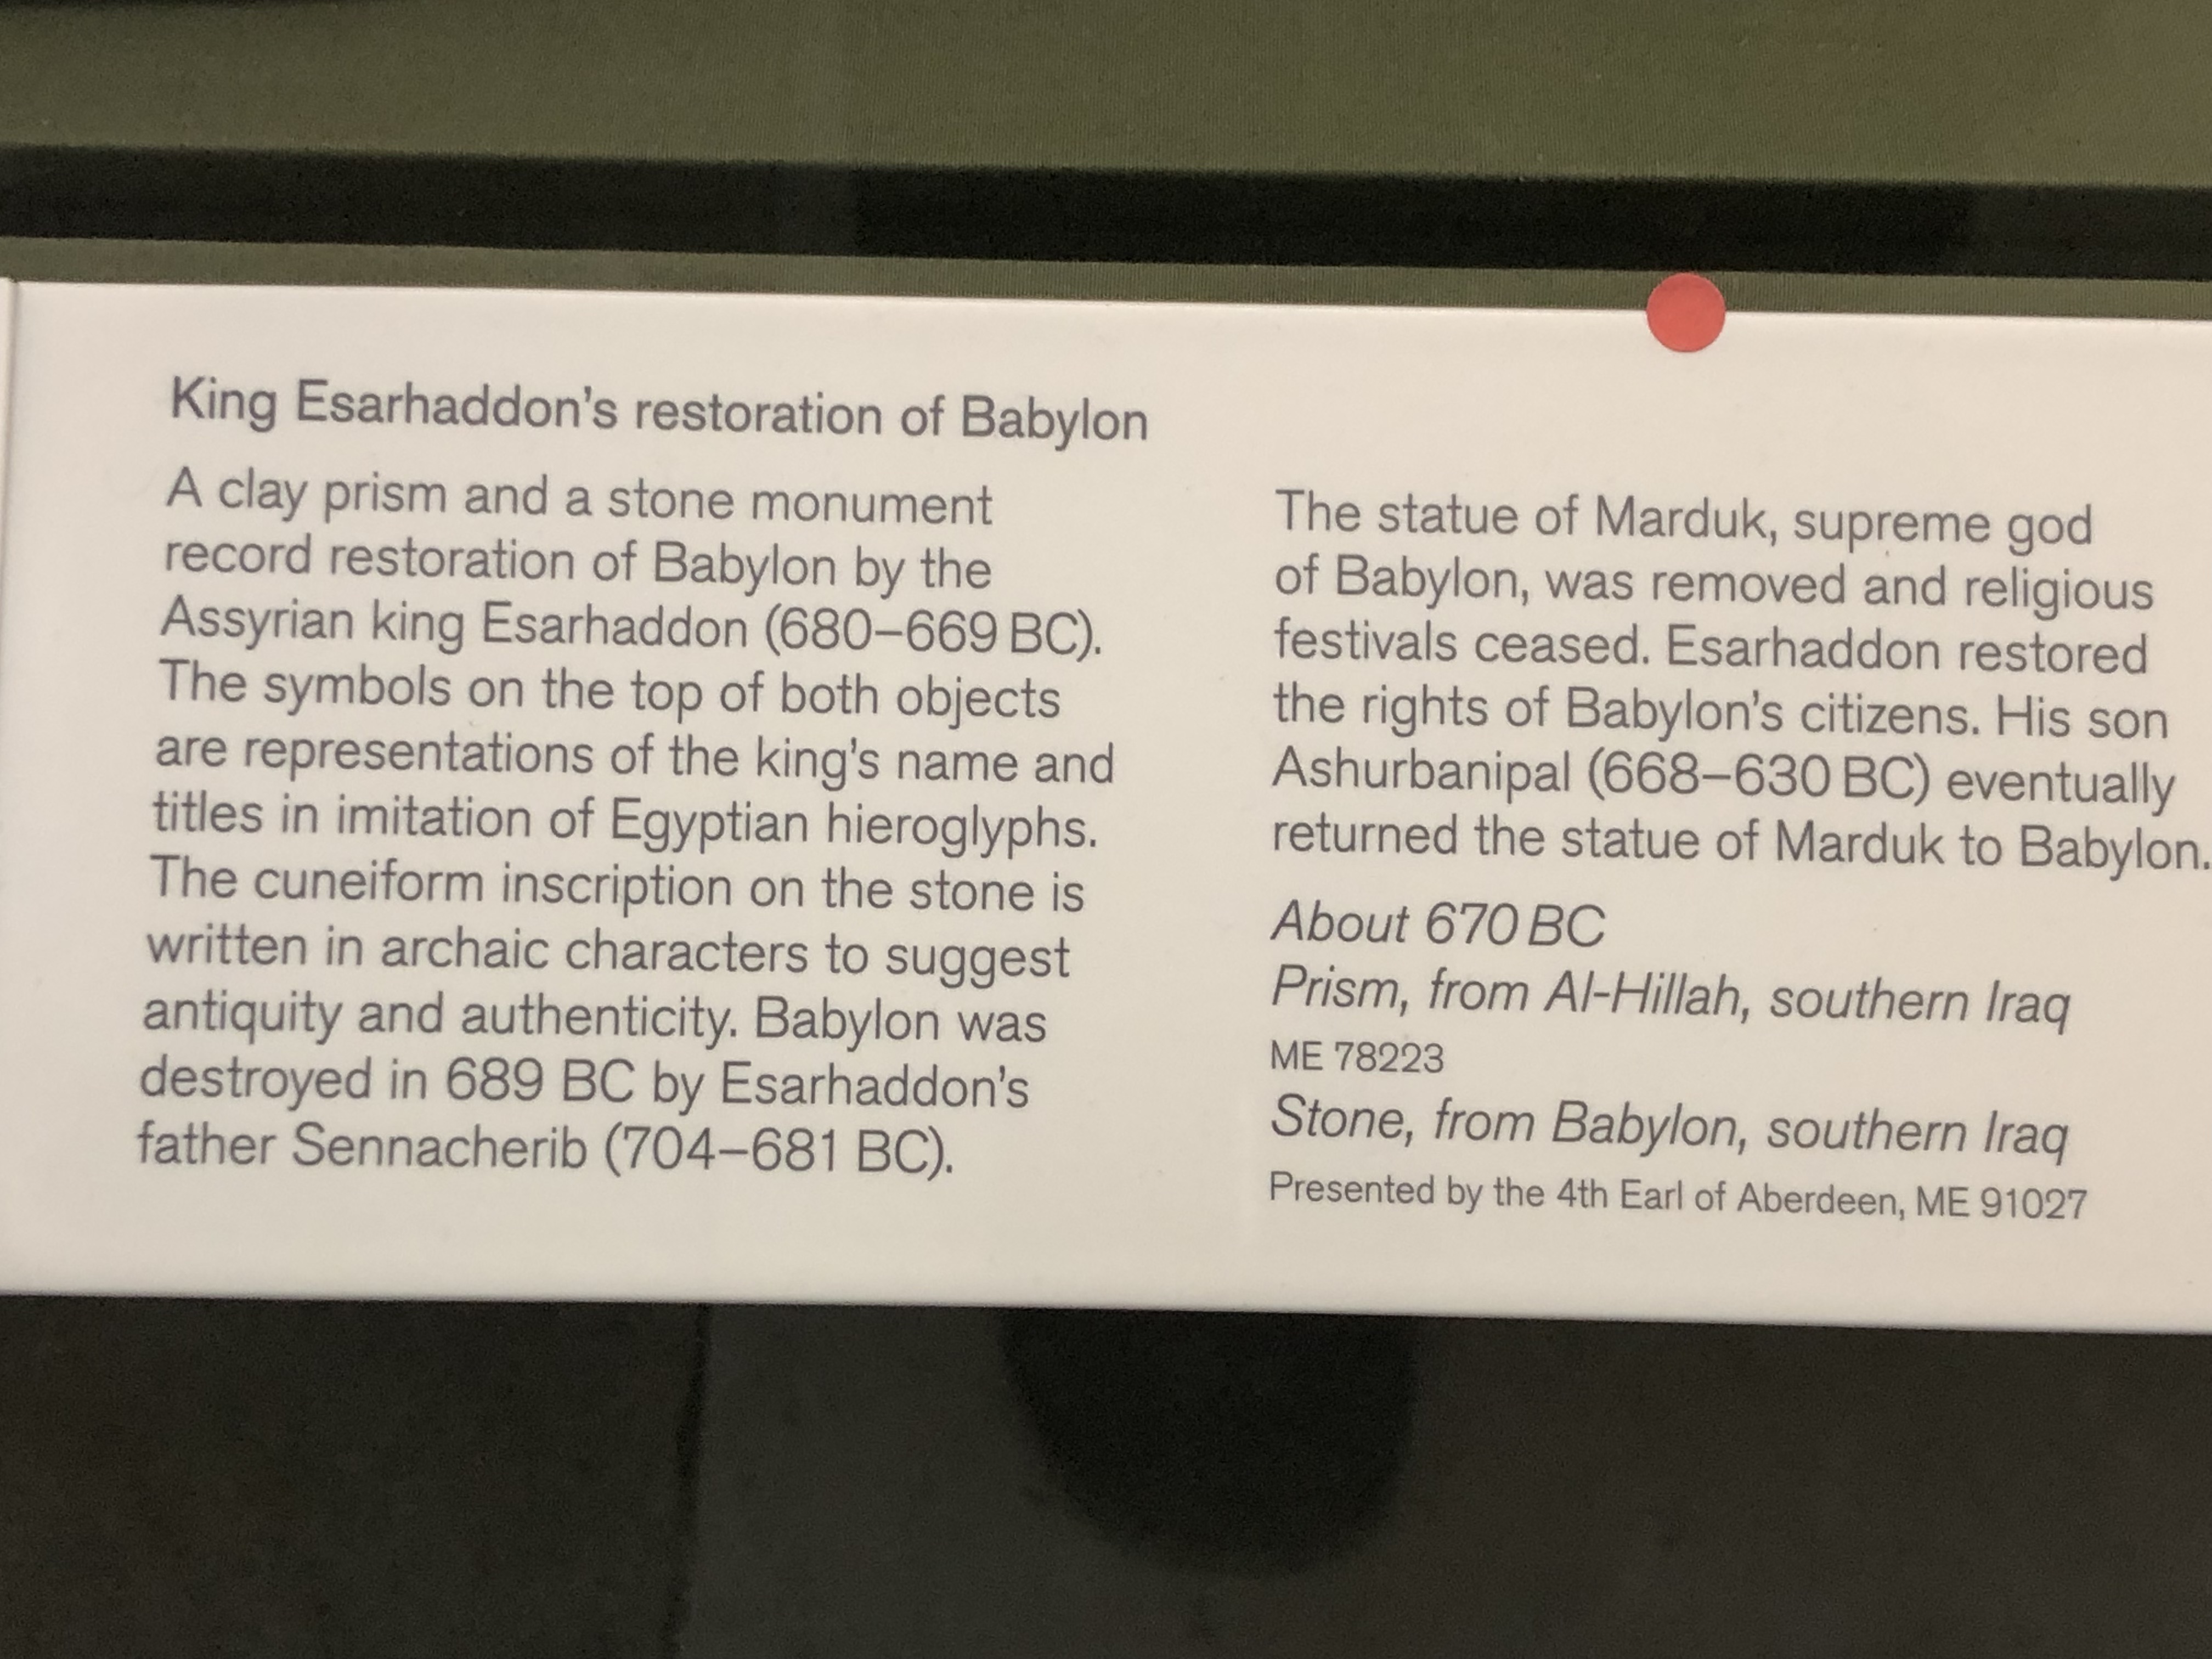 King Esarhaddon's restoration of Babylon
A clay prism and a stone monument
record restoration of Babylon by the
Assyrian king Esarhaddon (680–669 BC).
The symbols on the top of both objects
are representations of the king's name and
titles in imitation of Egyptian hieroglyphs.
The cuneiform inscription on the stone is
written in archaic characters to suggest
antiquity and authenticity. Babylon was
destroyed in 689 BC by Esarhaddon's
father Sennacherib (704–681 BC).
The statue of Marduk, supreme god
of Babylon, was removed and religious
festivals ceased. Esarhaddon restored
the rights of Babylon's citizens. His son
Ashurbanipal (668–630 BC) eventually
returned the statue of Marduk to Babylon.
About 670 BC
Prism, from Al-Hillah, southern Iraq
ME 78223
Stone, from Babylon, southern Iraq
Presented by the 4th Earl of Aberdeen, ME 91027